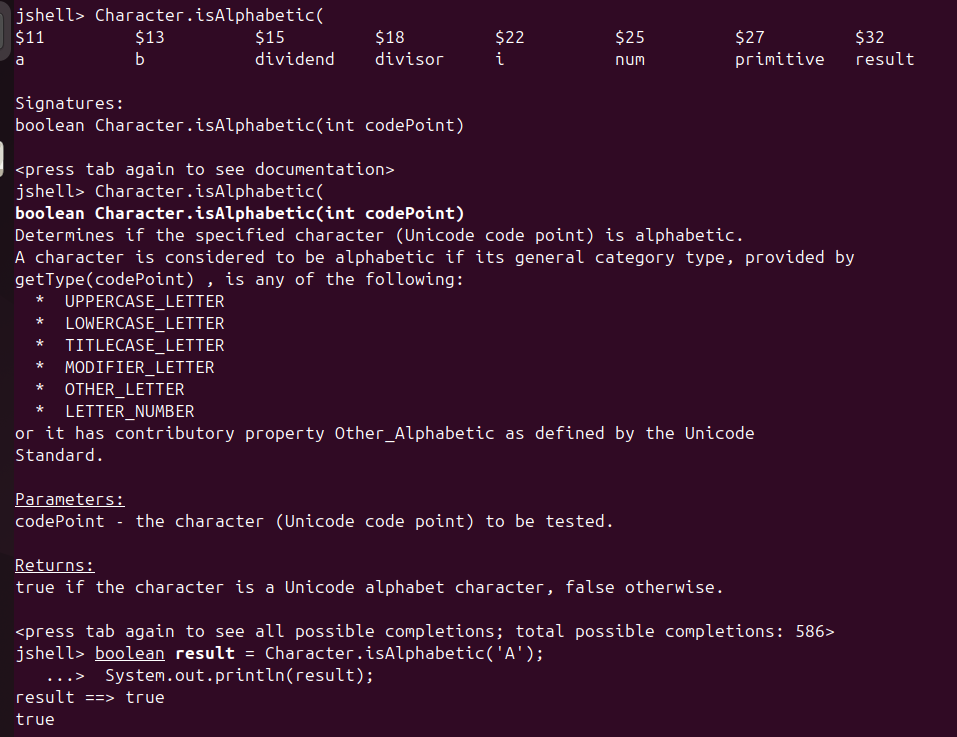 jshell> Character.isAlphabetic(
$11 $13 $15 $18 $22 $25 $27 $32
a b dividend divisor i num primitive result
Signatures:
boolean Character.isAlphabetic(int codePoint)
<press tab again to see documentation>
jshell> Character.isAlphabetic(
boolean Character.isAlphabetic(int codePoint)
Determines if the specified character (Unicode code point) is alphabetic.
A character is considered to be alphabetic if its general category type, provided by
getType(codePoint) , is any of the following:
* UPPERCASE_LETTER
* LOWERCASE_LETTER
* TITLECASE_LETTER
* MODIFIER_LETTER
* OTHER_LETTER
* LETTER_NUMBER
or it has contributory property Other_Alphabetic as defined by the Unicode
Standard.
Parameters:
codePoint - the character (Unicode code point) to be tested.
Returns:
true if the character is a Unicode alphabet character, false otherwise.
<press tab again to see all possible completions; total possible completions: 586>
jshell> boolean result = Character.isAlphabetic('A');
...> System.out.println(result);
result ==> true
true